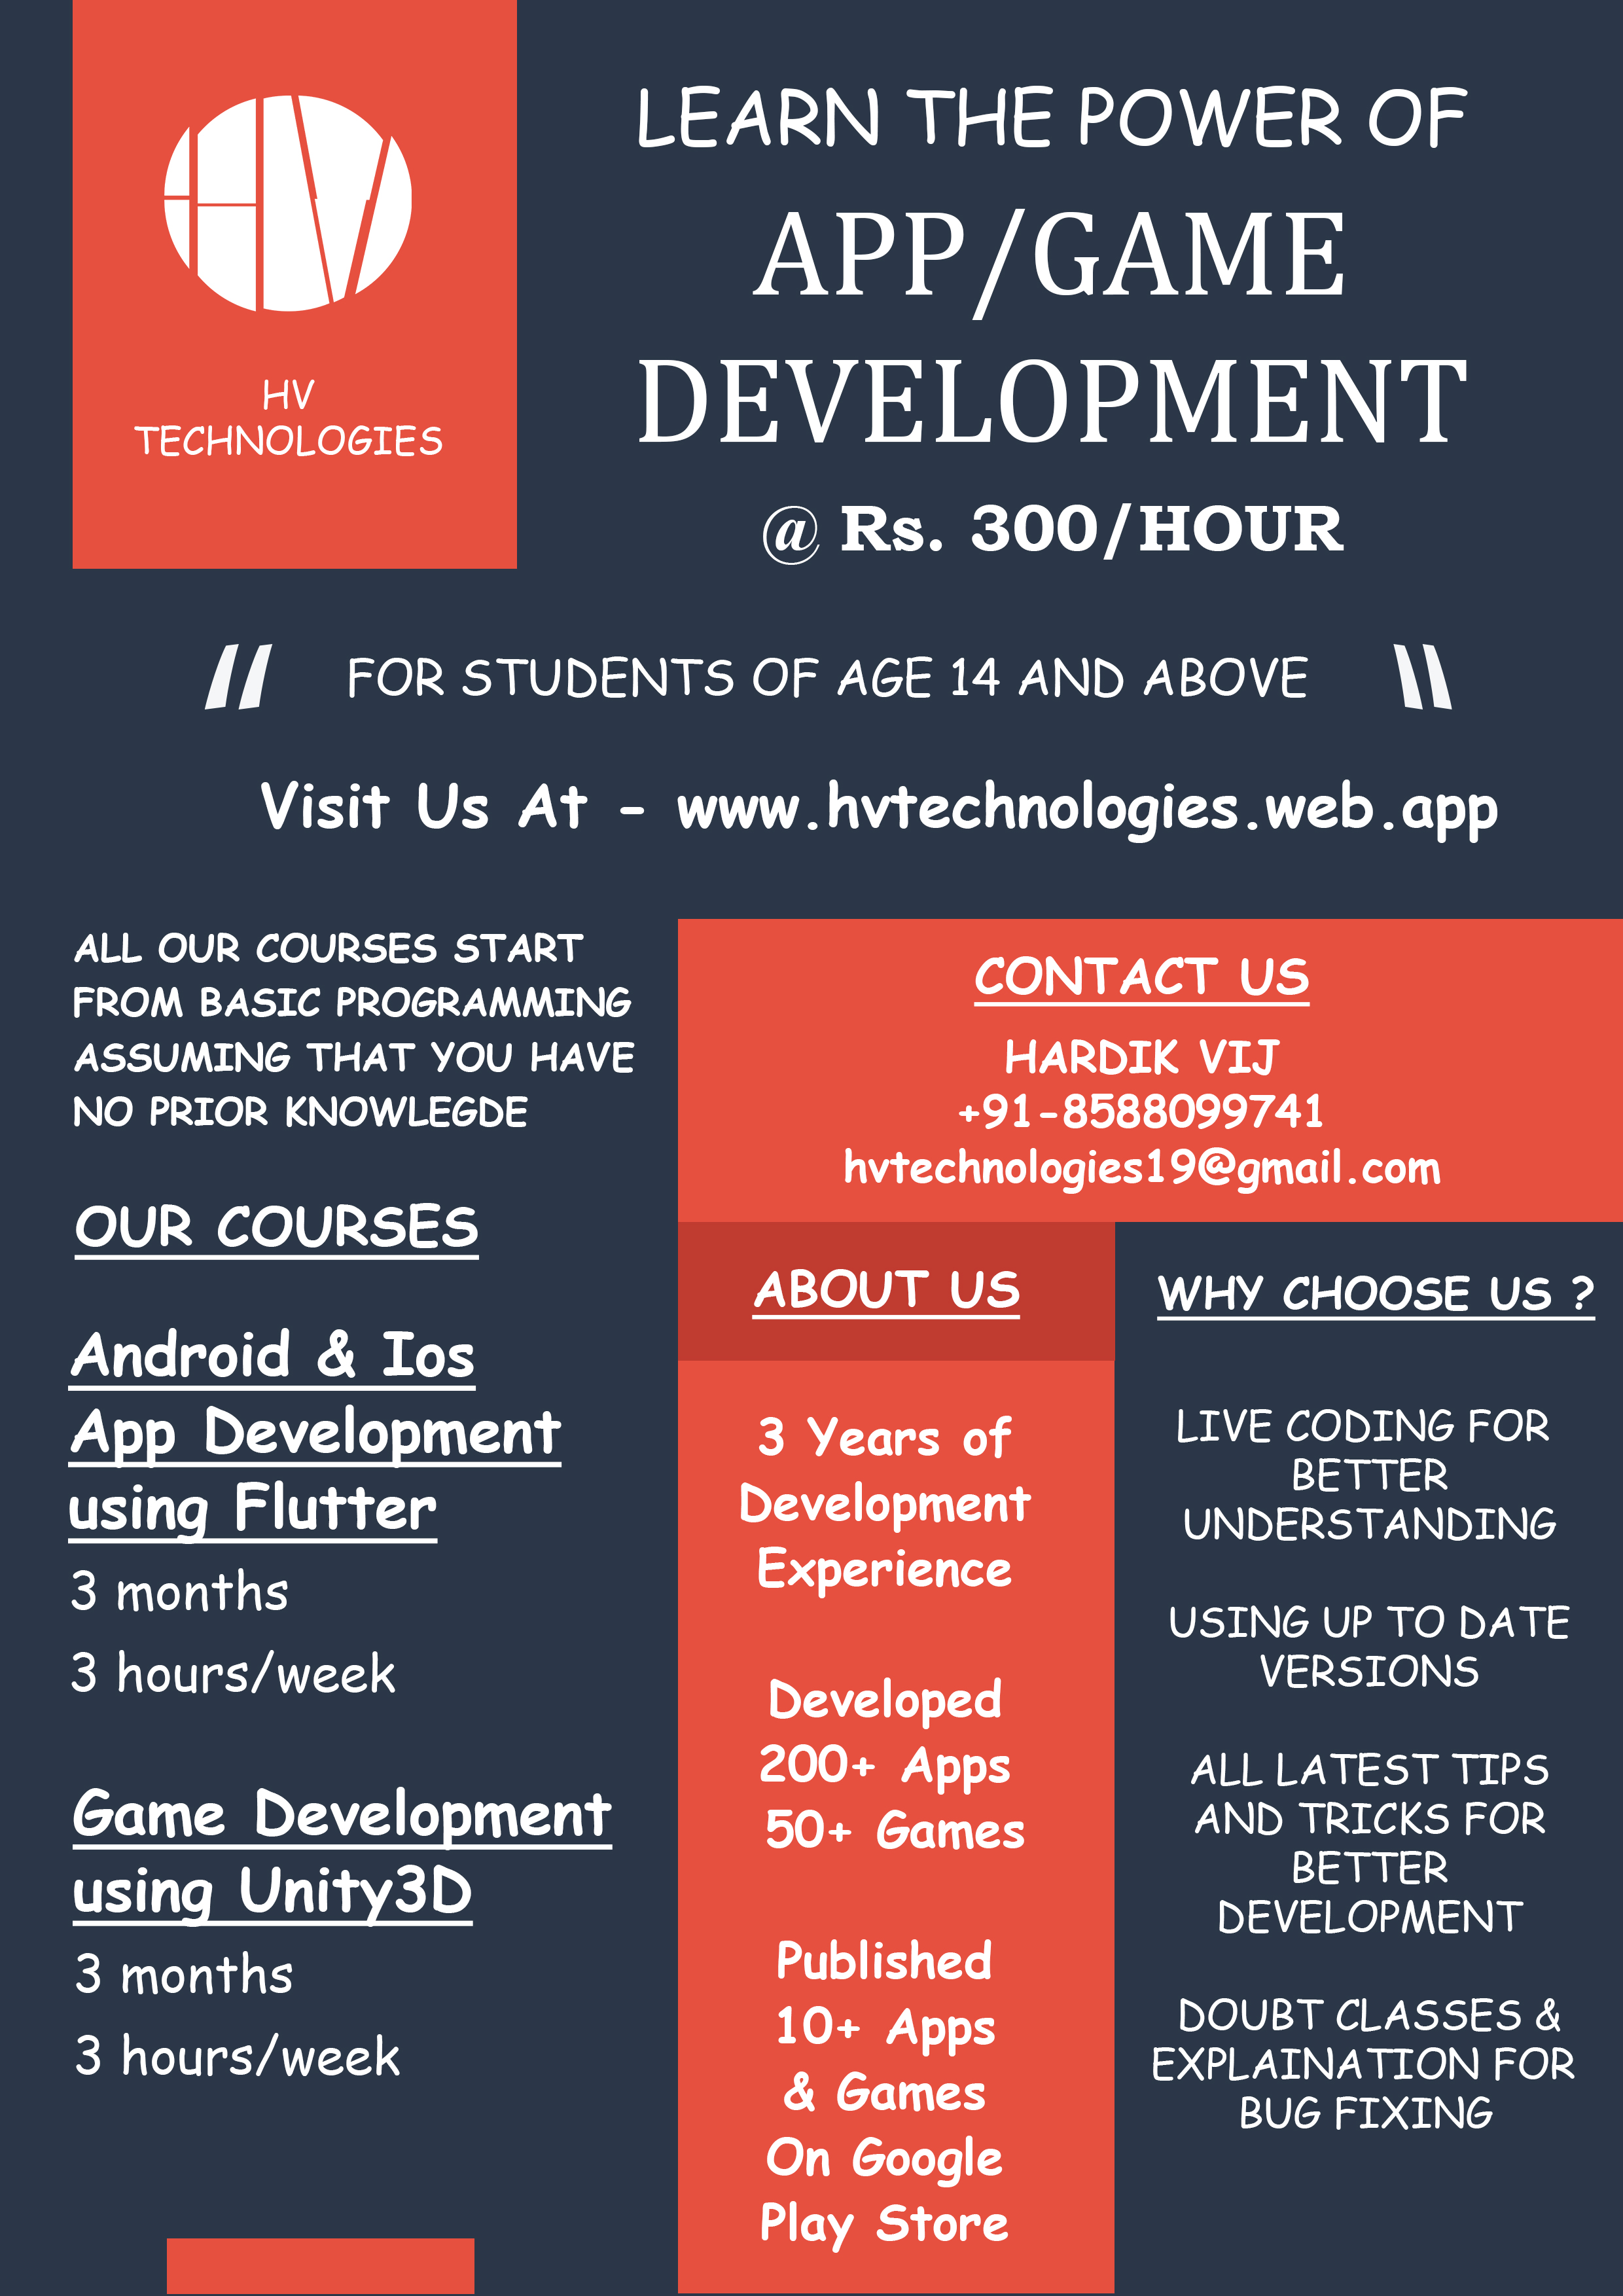 HV
TECHNOLOGIES
LEARN THE POWER OF
APP/GAME
DEVELOPMENT
@ Rs. 300/HOUR
“ FOR STUDENTS OF AGE 14 AND ABOVE ”
Visit Us At - www.hvtechnologies.web.app
ALL OUR COURSES START
FROM BASIC PROGRAMMING
ASSUMING THAT YOU HAVE
NO PRIOR KNOWLEGDE
OUR COURSES
Android & Ios
App Development
using Flutter
3 months
3 hours/week
Game Development
using Unity3D
3 months
3 hours/week
CONTACT US
HARDIK VIJ
+91-8588099741
hvtechnologies19@gmail.com
ABOUT US
3 Years of
Development
Experience
Developed
200+ Apps
50+ Games
Published
10+ Apps
& Games
On Google
Play Store
WHY CHOOSE US ?
LIVE CODING FOR
BETTER
UNDERSTANDING
USING UP TO DATE
VERSIONS
ALL LATEST TIPS
AND TRICKS FOR
BETTER
DEVELOPMENT
DOUBT CLASSES &
EXPLAINATION FOR
BUG FIXING